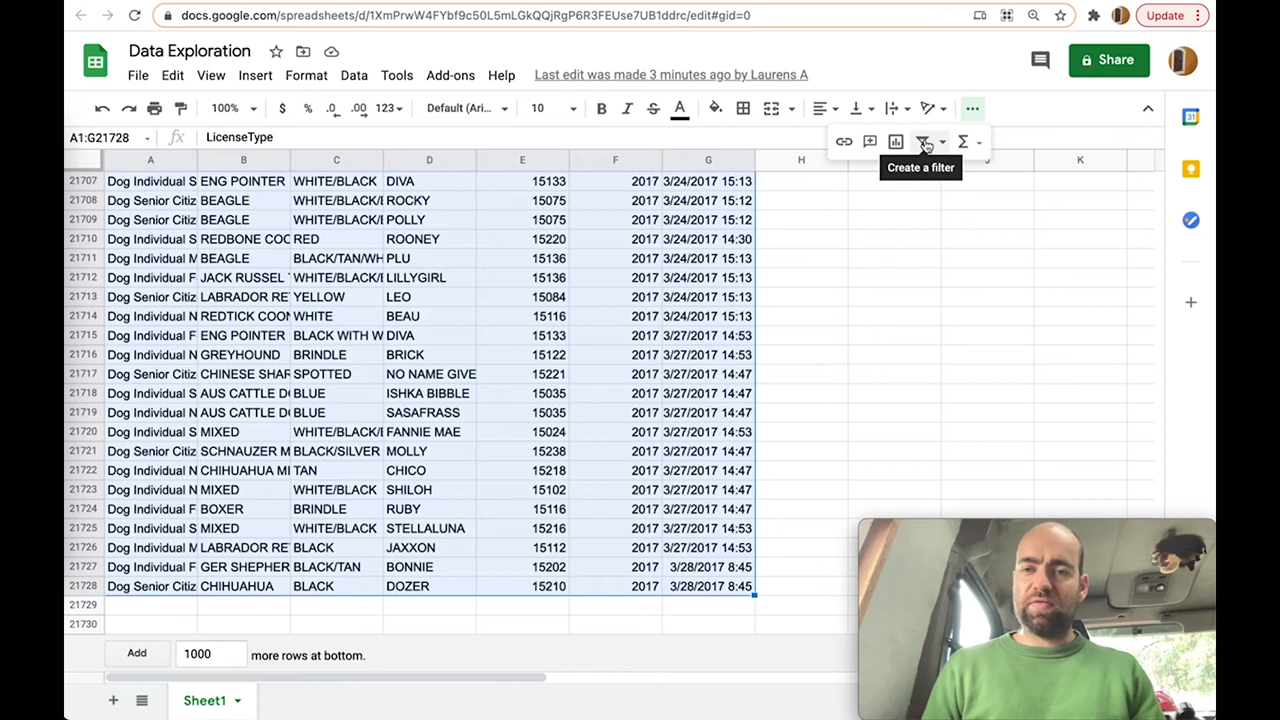 docs.google.com/spreadsheets/d/1XmPrwW4FYbf9c50L5mLGkQQjRgP6R3FEUse7UB1ddrc/edit#gid=0
Update
Data Exploration
File Edit View Insert Format Data Tools Add-ons Help Last edit was made 3 minutes ago by Laurens A
Share
100% $ % .0 .00 123 Default (Ari... 10 B I S A
A1:G21728 fx LicenseType
Create a filter
A B C D E F G H J K
21707 Dog Individual S ENG POINTER WHITE/BLACK DIVA 15133 2017 3/24/2017 15:13
21708 Dog Senior Citiz BEAGLE WHITE/BLACK/ ROCKY 15075 2017 3/24/2017 15:12
21709 Dog Senior Citiz BEAGLE WHITE/BLACK/ POLLY 15075 2017 3/24/2017 15:12
21710 Dog Individual S REDBONE COO RED ROONEY 15220 2017 3/24/2017 14:30
21711 Dog Individual M BEAGLE BLACK/TAN/WH PLU 15136 2017 3/24/2017 15:13
21712 Dog Individual F JACK RUSSEL LILLYGIRL 15136 2017 3/24/2017 15:13
21713 Dog Senior Citiz LABRADOR RE YELLOW LEO 15084 2017 3/24/2017 15:13
21714 Dog Individual N REDTICK COON WHITE BEAU 15116 2017 3/24/2017 15:13
21715 Dog Individual F ENG POINTER BLACK WITH W DIVA 15133 2017 3/27/2017 14:53
21716 Dog Individual N GREYHOUND BRINDLE BRICK 15122 2017 3/27/2017 14:53
21717 Dog Senior Citiz CHINESE SHAR SPOTTED NO NAME GIVE 15221 2017 3/27/2017 14:47
21718 Dog Individual S AUS CATTLE D BLUE ISHKA BIBBLE 15035 2017 3/27/2017 14:47
21719 Dog Individual N AUS CATTLE D BLUE SASAFRASS 15035 2017 3/27/2017 14:47
21720 Dog Individual S MIXED WHITE/BLACK/ FANNIE MAE 15024 2017 3/27/2017 14:53
21721 Dog Senior Citiz SCHNAUZER M BLACK/SILVER MOLLY 15238 2017 3/27/2017 14:47
21722 Dog Individual N CHIHUAHUA MI TAN CHICO 15218 2017 3/27/2017 14:47
21723 Dog Individual N MIXED WHITE/BLACK SHILOH 15102 2017 3/27/2017 14:47
21724 Dog Individual F BOXER BRINDLE RUBY 15116 2017 3/27/2017 14:47
21725 Dog Senior Citiz MIXED WHITE/BLACK STELLALUNA 15216 2017 3/27/2017 14:53
21726 Dog Individual M LABRADOR RE BLACK JAXXON 15112 2017 3/27/2017 14:53
21727 Dog Individual F GER SHEPHER BLACK/TAN BONNIE 15202 2017 3/28/2017 8:45
21728 Dog Senior Citiz CHIHUAHUA BLACK DOZER 15210 2017 3/28/2017 8:45
21729
21730
Add 1000 more rows at bottom.
Sheet1
31